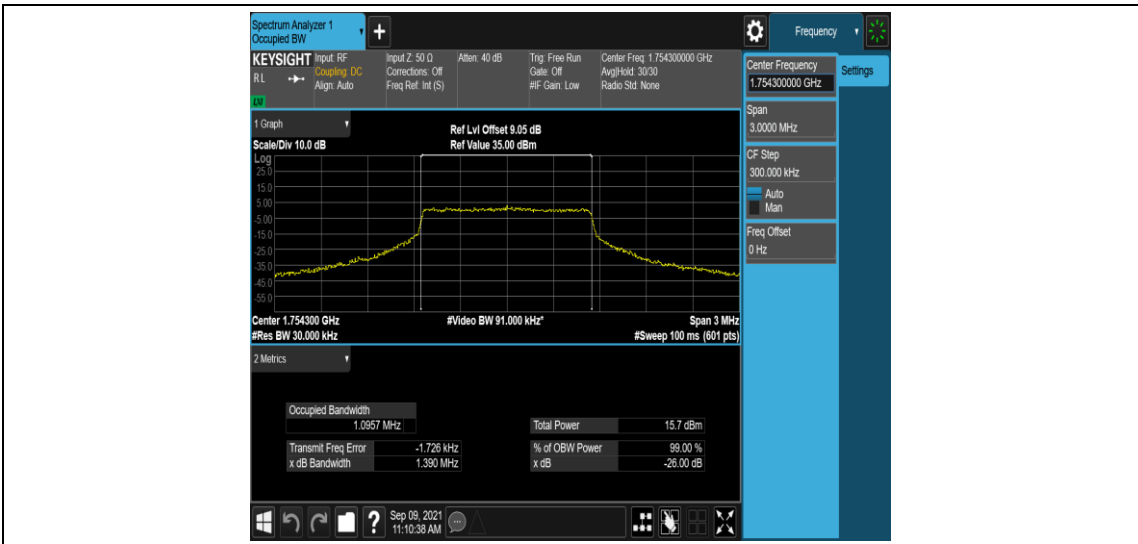 Spectrum Analyzer 1
Occupied BW
+
Frequency
KEYSIGHT
RL
LXI
Input: RF
Coupling: DC
Align: Auto
Input Z: 50 Ω
Corrections: Off
Freq Ref: Int (S)
Atten: 40 dB
Trig: Free Run
Gate: Off
#IF Gain: Low
Center Freq: 1.754300000 GHz
Avg|Hold: 30/30
Radio Std: None
Center Frequency
1.754300000 GHz
Settings
Span
3.0000 MHz
CF Step
300.000 kHz
Auto
Man
Freq Offset
0 Hz
1 Graph
Scale/Div 10.0 dB
Ref Lvl Offset 9.05 dB
Ref Value 35.00 dBm
Log
25.0
15.0
5.00
-5.00
-15.0
-25.0
-35.0
-45.0
-55.0
Center 1.754300 GHz
#Res BW 30.000 kHz
#Video BW 91.000 kHz*
Span 3 MHz
#Sweep 100 ms (601 pts)
2 Metrics
Occupied Bandwidth
1.0957 MHz
Total Power 15.7 dBm
Transmit Freq Error -1.726 kHz
% of OBW Power 99.00 %
x dB Bandwidth 1.390 MHz
x dB -26.00 dB
?
Sep 09, 2021
11:10:38 AM